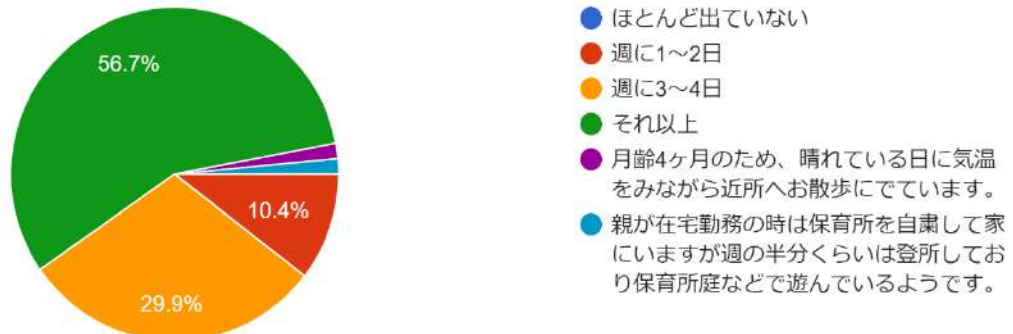 56.7%
10.4%
29.9%
ほとんど出ていない
週に1〜2日
週に3〜4日
それ以上
月齢4ヶ月のため、晴れている日に気温
をみながら近所へお散歩にでています。
親が在宅勤務の時は保育所を自粛して家
にいますが週の半分くらいは登所してお
り保育所庭などで遊んでいるようです。